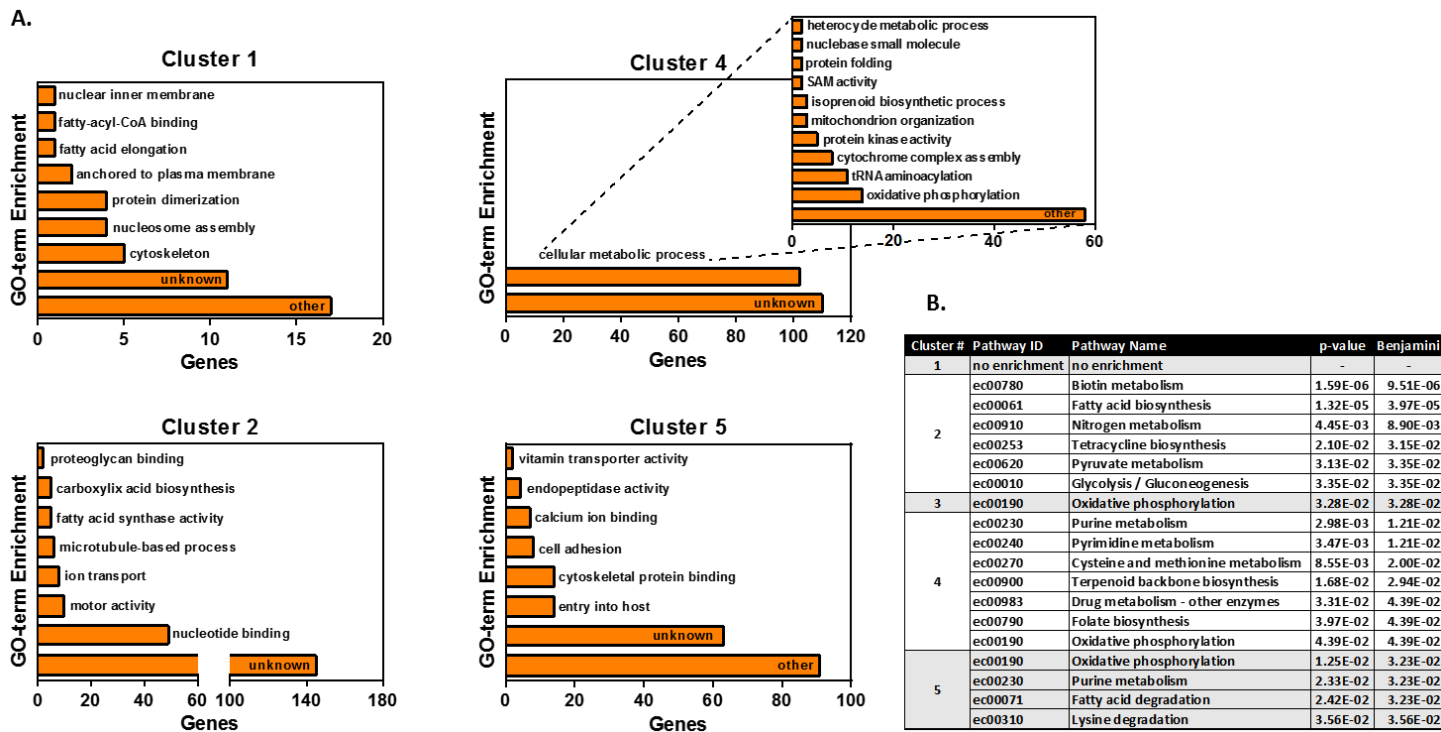 A.
Cluster 1
GO-term Enrichment
nuclear inner membrane
fatty-acyl-CoA binding
fatty acid elongation
anchored to plasma membrane
protein dimerization
nucleosome assembly
cytoskeleton
unknown
other
0 5 10 15 20
Genes
Cluster 4
GO-term Enrichment
cellular metabolic process
unknown
0 20 40 60 80 100 120
Genes
heterocycle metabolic process
nuclebase small molecule
protein folding
SAM activity
isoprenoid biosynthetic process
mitochondrion organization
protein kinase activity
cytochrome complex assembly
tRNA aminoacylation
oxidative phosphorylation
other
0 20 40 60
Cluster 2
GO-term Enrichment
proteoglycan binding
carboxylix acid biosynthesis
fatty acid synthase activity
microtubule-based process
ion transport
motor activity
nucleotide binding
unknown
0 20 40 60 100 140 180
Genes
Cluster 5
GO-term Enrichment
vitamin transporter activity
endopeptidase activity
calcium ion binding
cell adhesion
cytoskeletal protein binding
entry into host
unknown
other
0 20 40 60 80 100
Genes
B.
Cluster # Pathway ID Pathway Name p-value Benjamini
1 no enrichment no enrichment - -
2
ec00780 Biotin metabolism 1.59E-06 9.51E-06
ec00061 Fatty acid biosynthesis 1.32E-05 3.97E-05
ec00910 Nitrogen metabolism 4.45E-03 8.90E-03
ec00253 Tetracycline biosynthesis 2.10E-02 3.15E-02
ec00620 Pyruvate metabolism 3.13E-02 3.35E-02
ec00010 Glycolysis / Gluconeogenesis 3.35E-02 3.35E-02
3 ec00190 Oxidative phosphorylation 3.28E-02 3.28E-02
4
ec00230 Purine metabolism 2.98E-03 1.21E-02
ec00240 Pyrimidine metabolism 3.47E-03 1.21E-02
ec00270 Cysteine and methionine metabolism 8.55E-03 2.00E-02
ec00900 Terpenoid backbone biosynthesis 1.68E-02 2.94E-02
ec00983 Drug metabolism - other enzymes 3.31E-02 4.39E-02
ec00790 Folate biosynthesis 3.97E-02 4.39E-02
ec00190 Oxidative phosphorylation 4.39E-02 4.39E-02
5
ec00190 Oxidative phosphorylation 1.25E-02 3.23E-02
ec00230 Purine metabolism 2.33E-02 3.23E-02
ec00071 Fatty acid degradation 2.42E-02 3.23E-02
ec00310 Lysine degradation 3.56E-02 3.56E-02